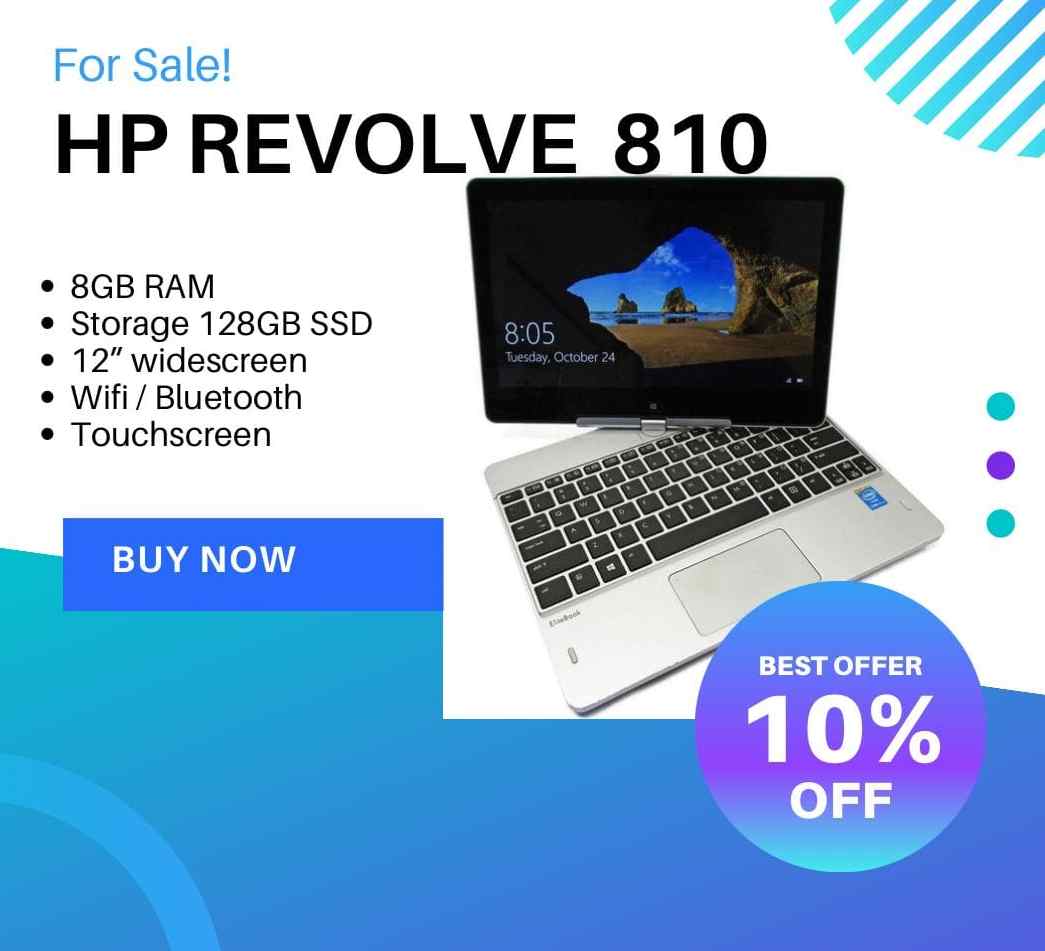 For Sale!
HP REVOLVE 810
8:05
Tuesday, October 24
• 8GB RAM
• Storage 128GB SSD
• 12” widescreen
• Wifi / Bluetooth
• Touchscreen
BUY NOW
EliteBook
BEST OFFER
10%
OFF